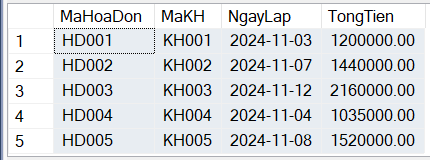 MaHoaDon MaKH NgayLap TongTien
1 HD001 KH001 2024-11-03 1200000.00
2 HD002 KH002 2024-11-07 1440000.00
3 HD003 KH003 2024-11-12 2160000.00
4 HD004 KH004 2024-11-04 1035000.00
5 HD005 KH005 2024-11-08 1520000.00